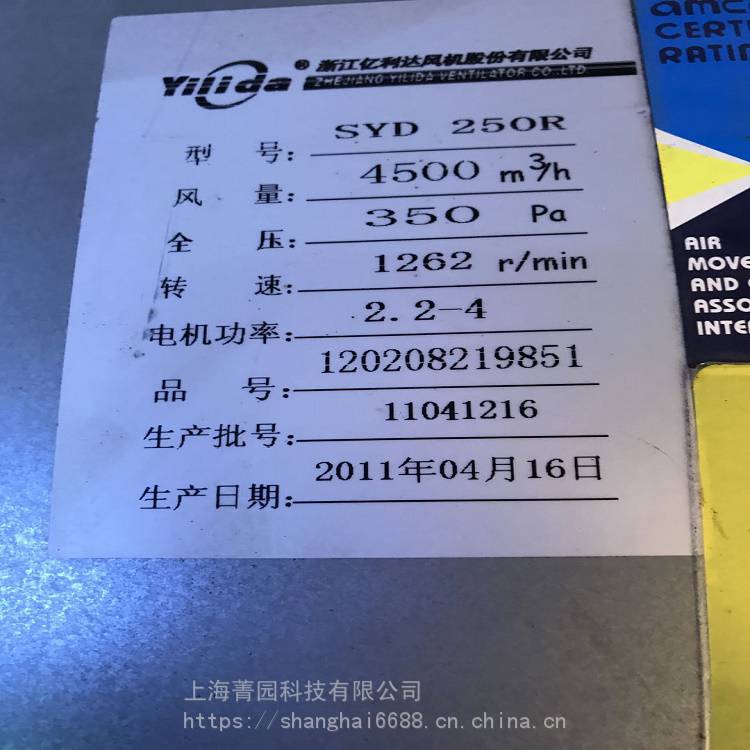 Yilida ® 浙江亿利达风机股份有限公司
ZHEJIANG YILIDA VENTILATOR CO.,LTD
型 号: SYD 250R
风 量: 4500 m³/h
全 压: 350 Pa
转 速: 1262 r/min
电机功率: 2.2-4
品 号: 120208219851
生产批号: 11041216
生产日期: 2011年04月16日
amc
CERT
RATIN
AIR
MOVE
AND
ASSO
INTE
上海菁园科技有限公司
https://shanghai6688.cn.china.cn